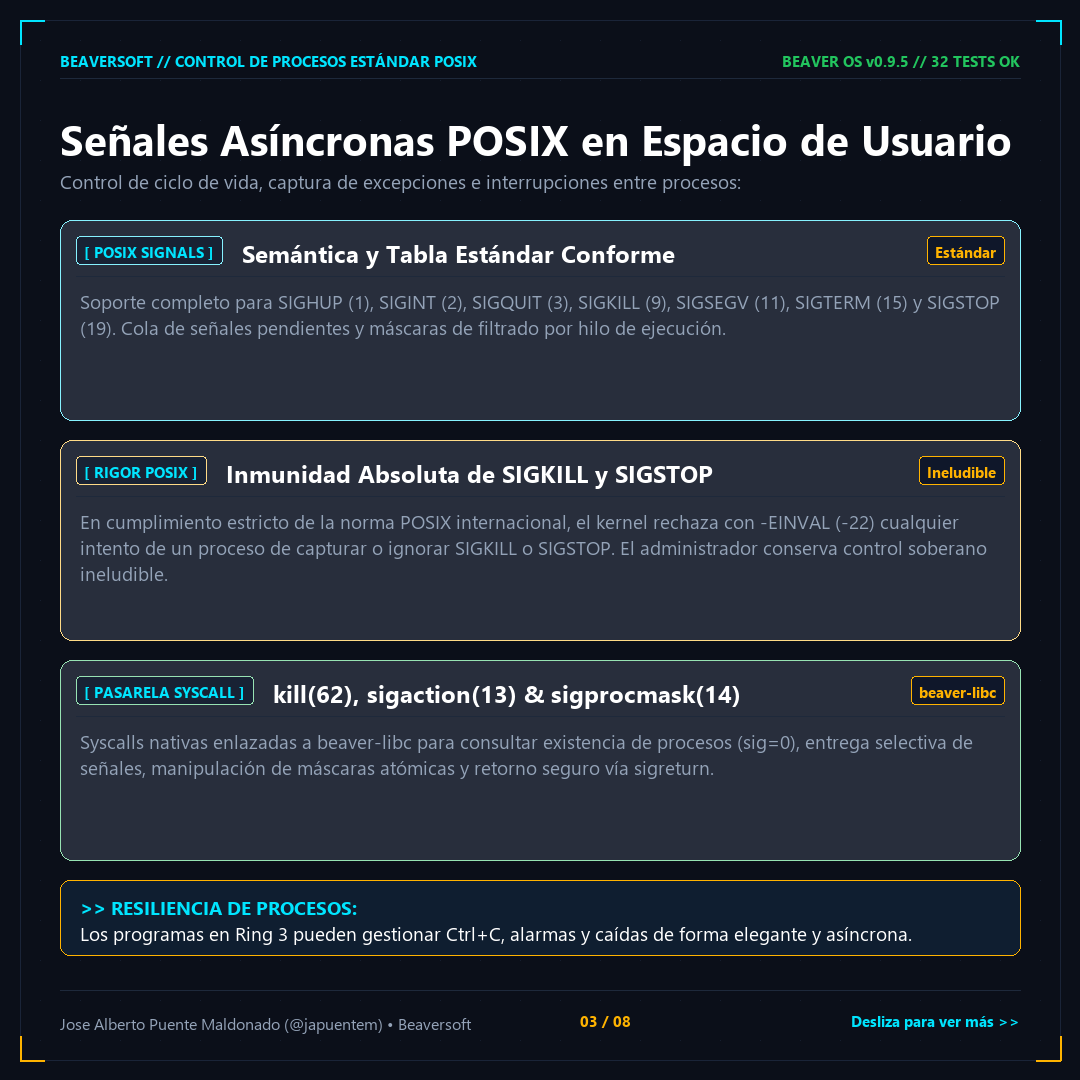 BEAVERSOFT // CONTROL DE PROCESOS ESTÁNDAR POSIX
BEAVER OS v0.9.5 // 32 TESTS OK
Señales Asíncronas POSIX en Espacio de Usuario
Control de ciclo de vida, captura de excepciones e interrupciones entre procesos:
[ POSIX SIGNALS ]
Semántica y Tabla Estándar Conforme
Estándar
Soporte completo para SIGHUP (1), SIGINT (2), SIGQUIT (3), SIGKILL (9), SIGSEGV (11), SIGTERM (15) y SIGSTOP
(19). Cola de señales pendientes y máscaras de filtrado por hilo de ejecución.
[ RIGOR POSIX ]
Inmunidad Absoluta de SIGKILL y SIGSTOP
Ineludible
En cumplimiento estricto de la norma POSIX internacional, el kernel rechaza con -EINVAL (-22) cualquier
intento de un proceso de capturar o ignorar SIGKILL o SIGSTOP. El administrador conserva control soberano
ineludible.
[ PASARELA SYSCALL ]
kill(62), sigaction(13) & sigprocmask(14)
beaver-libc
Syscalls nativas enlazadas a beaver-libc para consultar existencia de procesos (sig=0), entrega selectiva de
señales, manipulación de máscaras atómicas y retorno seguro vía sigreturn.
>> RESILIENCIA DE PROCESOS:
Los programas en Ring 3 pueden gestionar Ctrl+C, alarmas y caídas de forma elegante y asíncrona.
Jose Alberto Puente Maldonado (@japuentem) • Beaversoft
03 / 08
Desliza para ver más >>